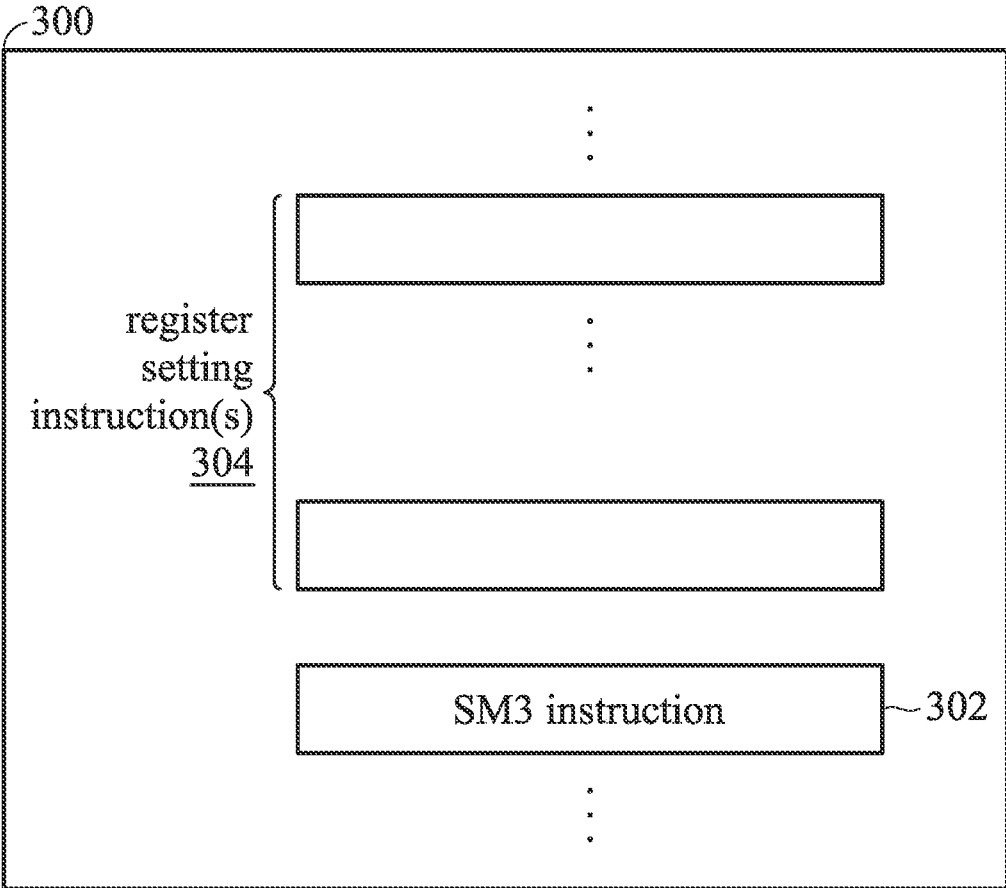 300
register
setting
instruction(s)
304
SM3 instruction
302